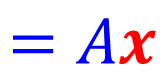 = A𝒙